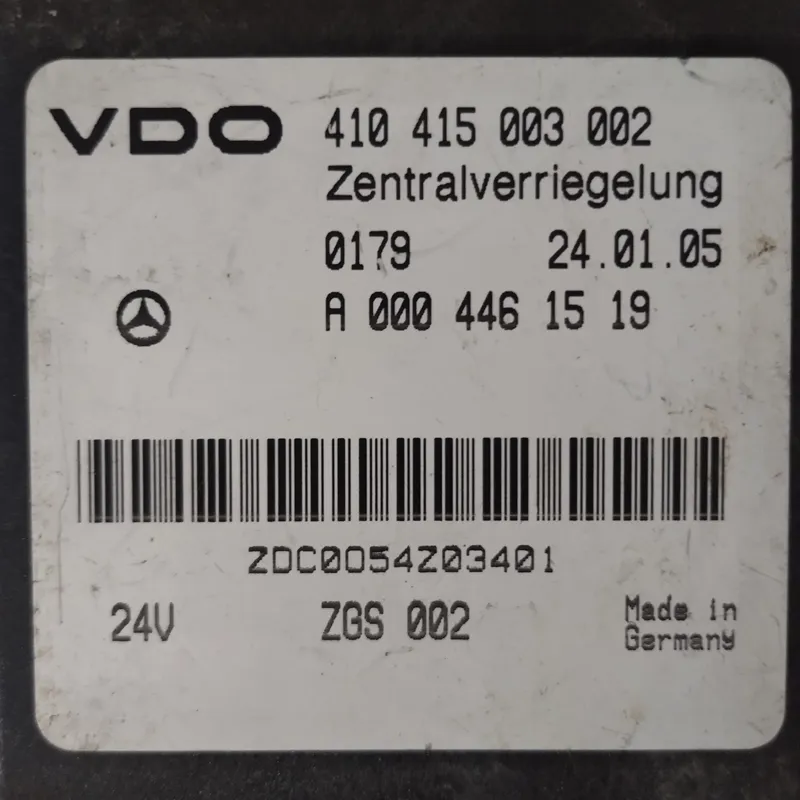 VDO 410 415 003 002
Zentralverriegelung
0179 24.01.05
A 000 446 15 19
ZDC0054Z03401
24V ZGS 002 Made in
Germany